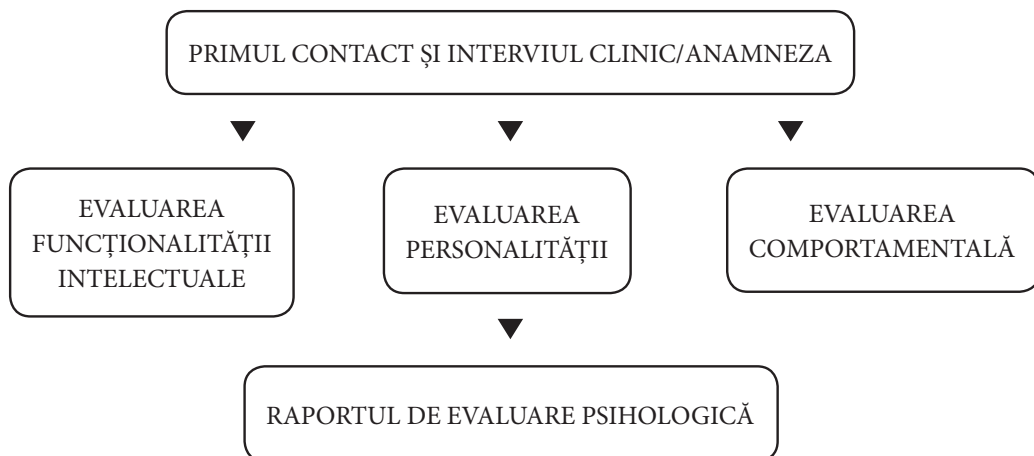 PRIMUL CONTACT ȘI INTERVIUL CLINIC/ANAMNEZA
EVALUAREA
FUNCȚIONALITĂȚII
INTELECTUALE
EVALUAREA
PERSONALITĂȚII
EVALUAREA
COMPORTAMENTALĂ
RAPORTUL DE EVALUARE PSIHOLOGICĂ